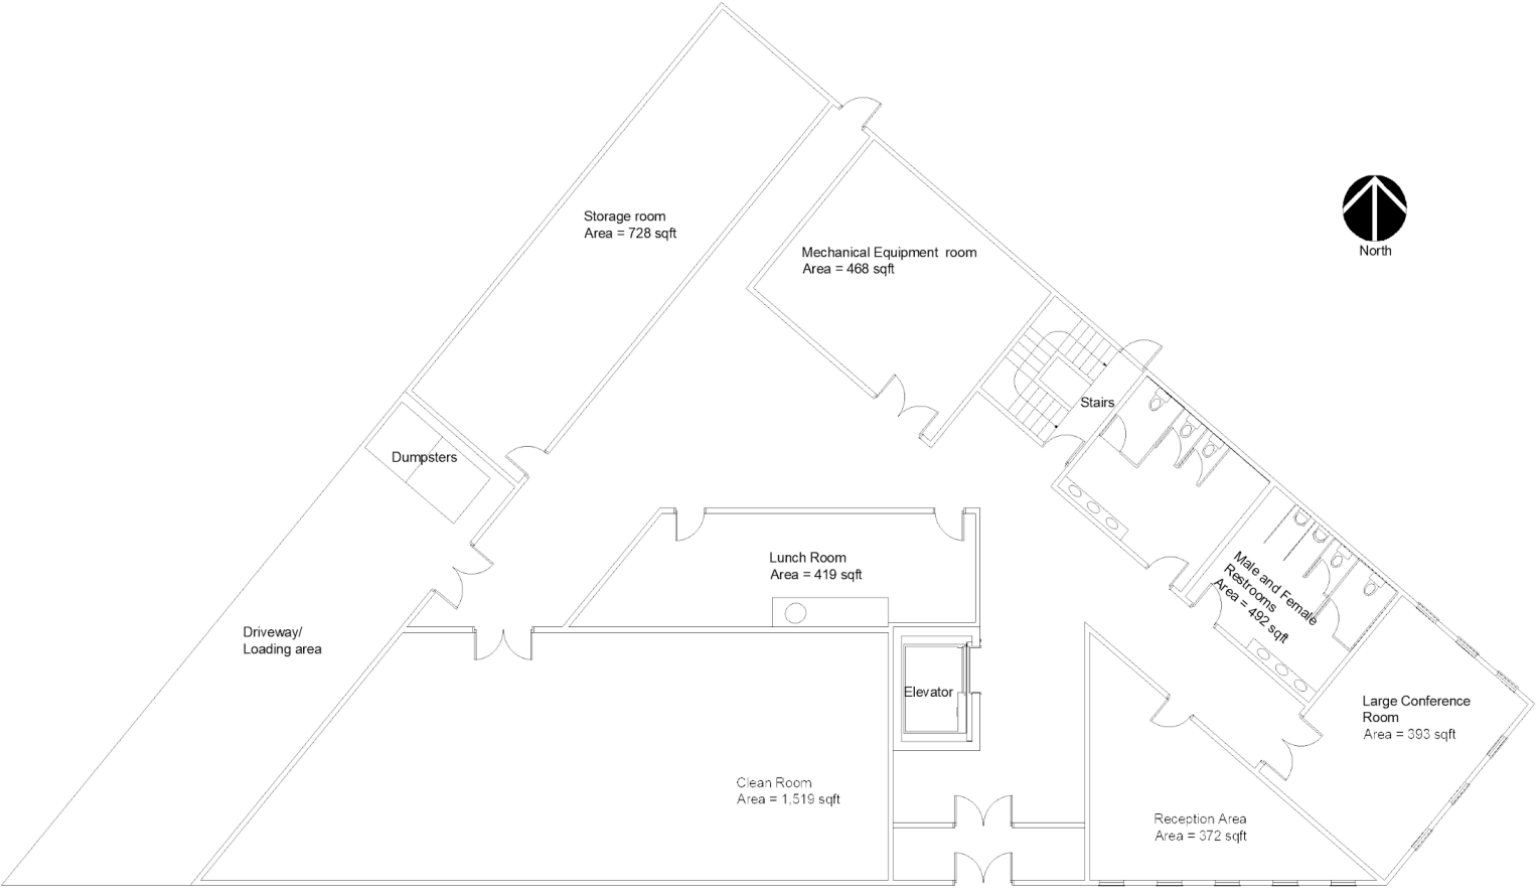 Storage room
Area = 728 sqft
Mechanical Equipment room
Area = 468 sqft
North
Stairs
Dumpsters
Lunch Room
Area = 419 sqft
Male and Female
Restrooms
Area = 492 sqft
Driveway/
Loading area
Elevator
Large Conference
Room
Area = 393 sqft
Clean Room
Area = 1,519 sqft
Reception Area
Area = 372 sqft